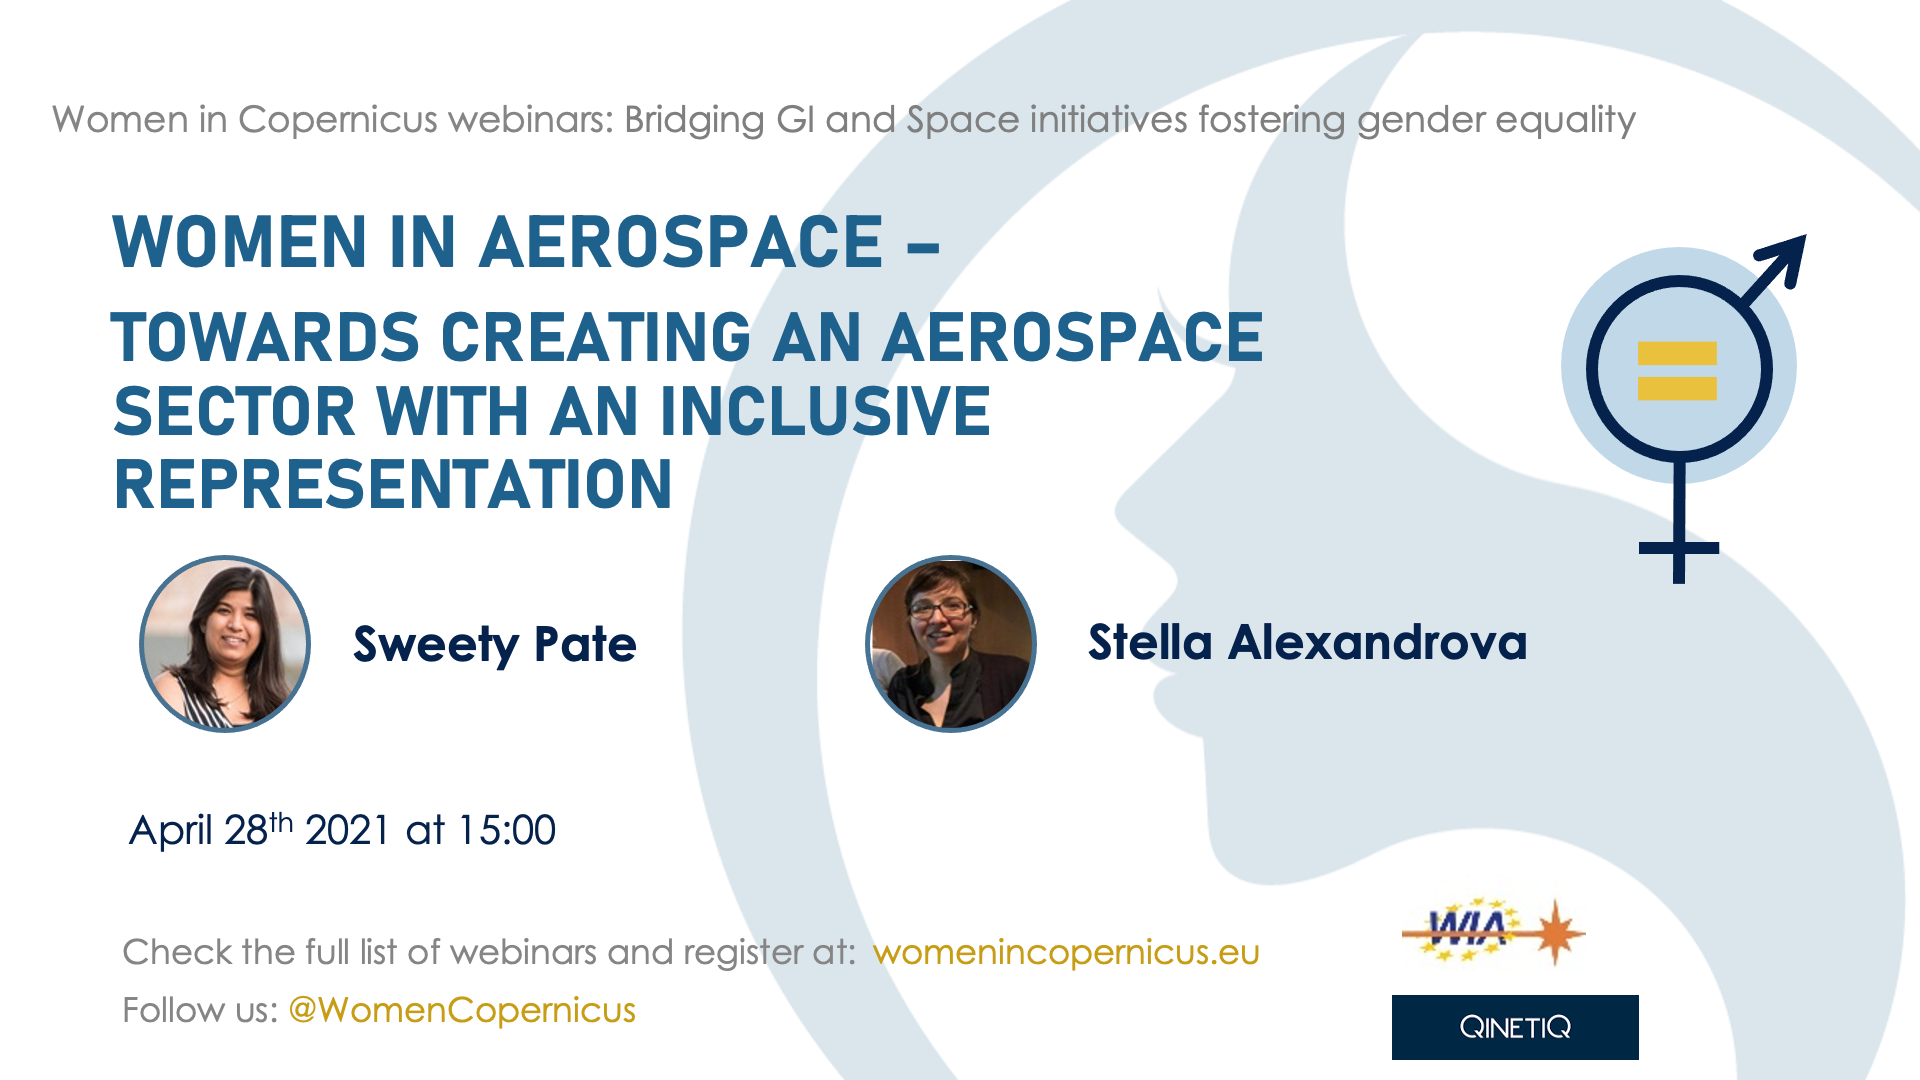 Women in Copernicus webinars: Bridging GI and Space initiatives fostering gender equality
WOMEN IN AEROSPACE –
TOWARDS CREATING AN AEROSPACE
SECTOR WITH AN INCLUSIVE
REPRESENTATION
Sweety Pate
Stella Alexandrova
April 28th 2021 at 15:00
Check the full list of webinars and register at: womenincopernicus.eu
Follow us: @WomenCopernicus
WIA
QINETIQ